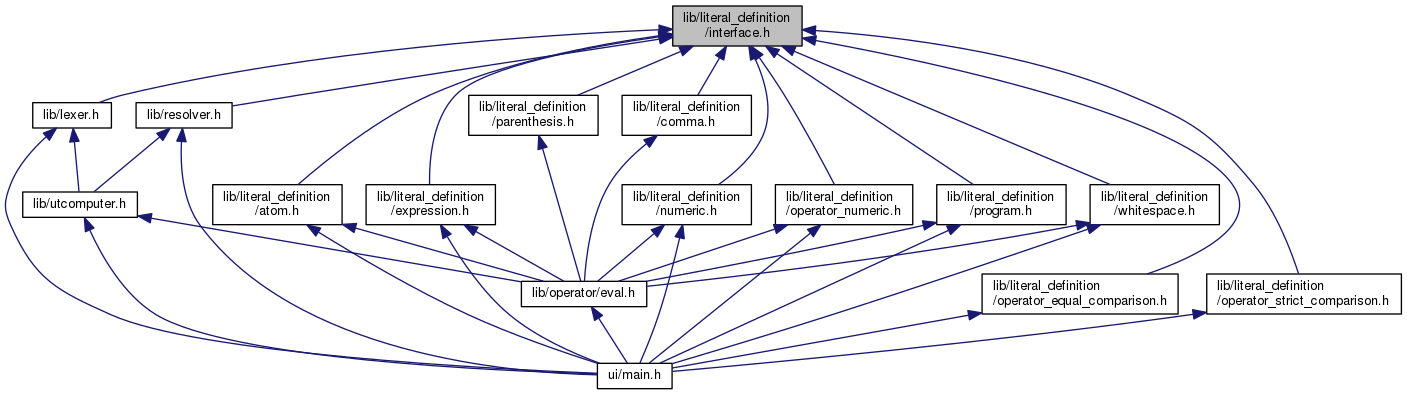 lib/literal_definition
/interface.h
lib/lexer.h
lib/resolver.h
lib/literal_definition
/parenthesis.h
lib/literal_definition
/comma.h
lib/utcomputer.h
lib/literal_definition
/atom.h
lib/literal_definition
/expression.h
lib/literal_definition
/numeric.h
lib/literal_definition
/operator_numeric.h
lib/literal_definition
/program.h
lib/literal_definition
/whitespace.h
lib/operator/eval.h
lib/literal_definition
/operator_equal_comparison.h
lib/literal_definition
/operator_strict_comparison.h
ui/main.h